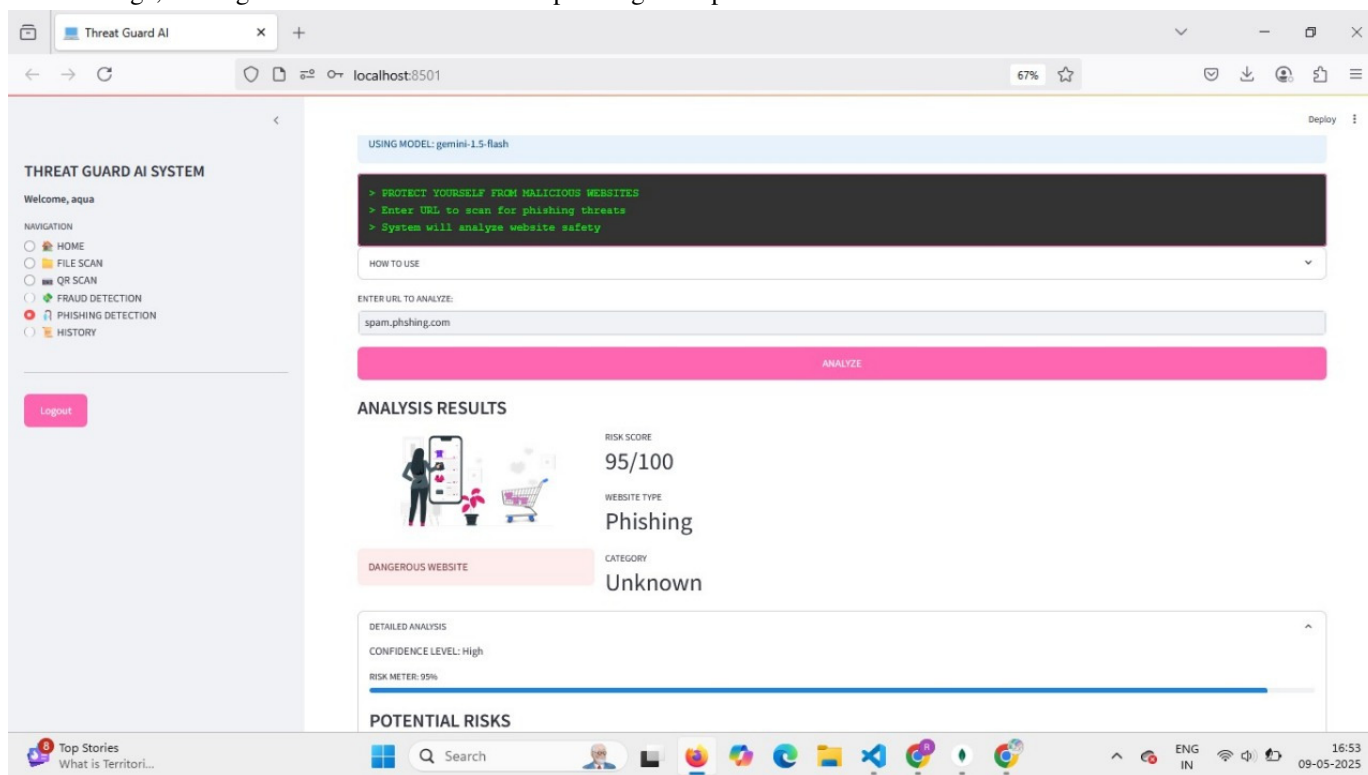 Threat Guard AI
localhost:8501
67%
Deploy
THREAT GUARD AI SYSTEM
Welcome, aqua
NAVIGATION
HOME
FILE SCAN
QR SCAN
FRAUD DETECTION
PHISHING DETECTION
HISTORY
Logout
USING MODEL: gemini-1.5-flash
> PROTECT YOURSELF FROM MALICIOUS WEBSITES
> Enter URL to scan for phishing threats
> System will analyze website safety
HOW TO USE
ENTER URL TO ANALYZE:
spam.phshing.com
ANALYZE
ANALYSIS RESULTS
RISK SCORE
95/100
WEBSITE TYPE
Phishing
DANGEROUS WEBSITE
CATEGORY
Unknown
DETAILED ANALYSIS
CONFIDENCE LEVEL: High
RISK METER: 95%
POTENTIAL RISKS
8
Top Stories
What is Territori...
Search
ENG
IN
16:53
09-05-2025